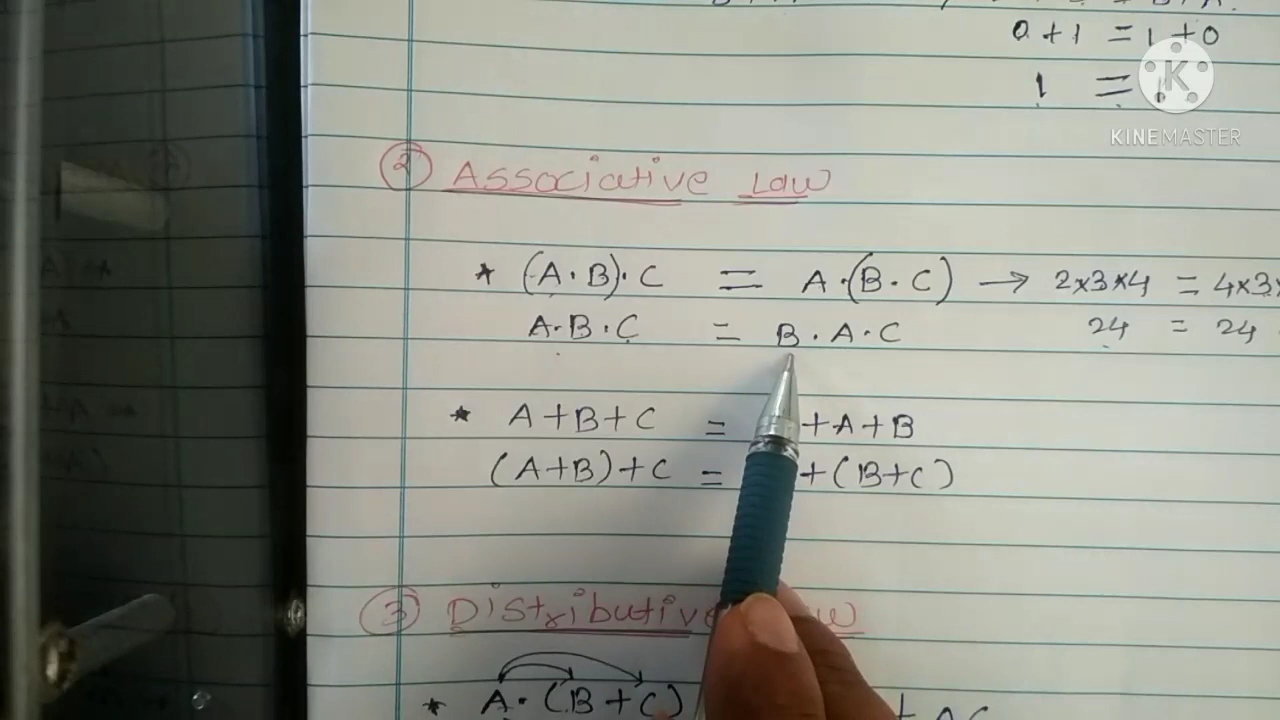 0 + 1 = 1 + 0
1 =
KINEMASTER
② Associative Law
* (A·B)·C = A·(B·C) → 2×3×4 = 4×3×
A·B·C = B·A·C 24 = 24
* A+B+C = +A+B
(A+B)+C = +(B+C)
③ Distributive
* A·(B+C)